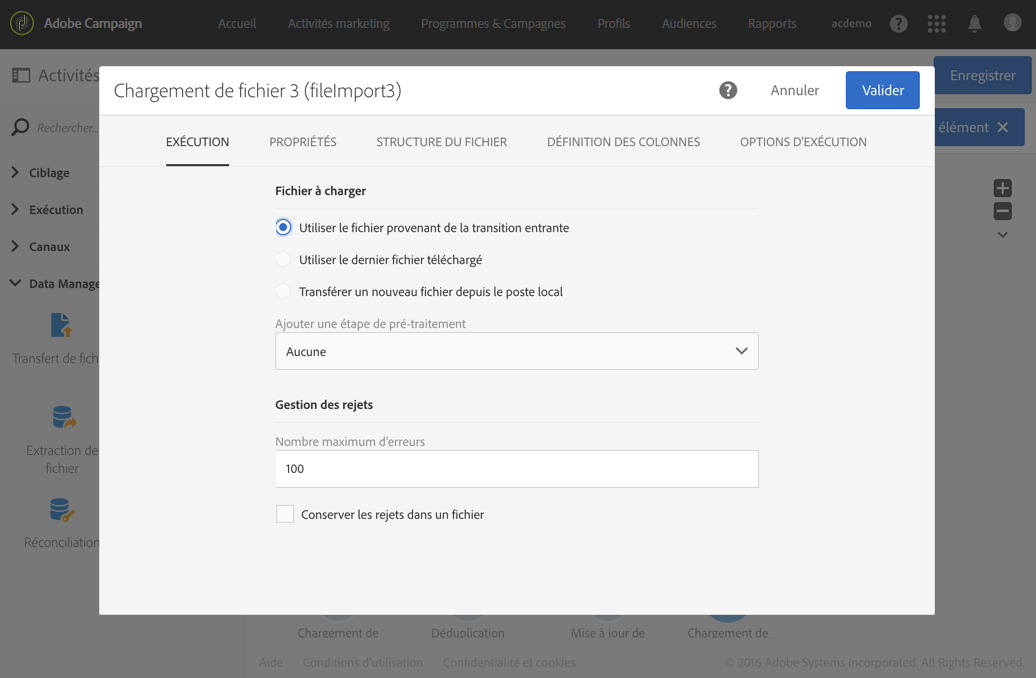 Adobe Campaign
Accueil
Activités marketing
Programmes & Campagnes
Profils
Audiences
Rapports
acdemo
?
Activités
Enregistrer
Chargement de fichier 3 (fileImport3)
?
Annuler
Valider
Rechercher...
élément ✕
EXÉCUTION
PROPRIÉTÉS
STRUCTURE DU FICHIER
DÉFINITION DES COLONNES
OPTIONS D'EXÉCUTION
Ciblage
Exécution
Canaux
Data Manage
Transfert de fich
Extraction de
fichier
Réconciliation
Fichier à charger
Utiliser le fichier provenant de la transition entrante
Utiliser le dernier fichier téléchargé
Transférer un nouveau fichier depuis le poste local
Ajouter une étape de pré-traitement
Aucune
Gestion des rejets
Nombre maximum d'erreurs
100
Conserver les rejets dans un fichier
Chargement de
Déduplication
Mise à jour de
Chargement de
Aide
Conditions d'utilisation
Confidentialité et cookies
© 2016 Adobe Systems Incorporated. All Rights Reserved.